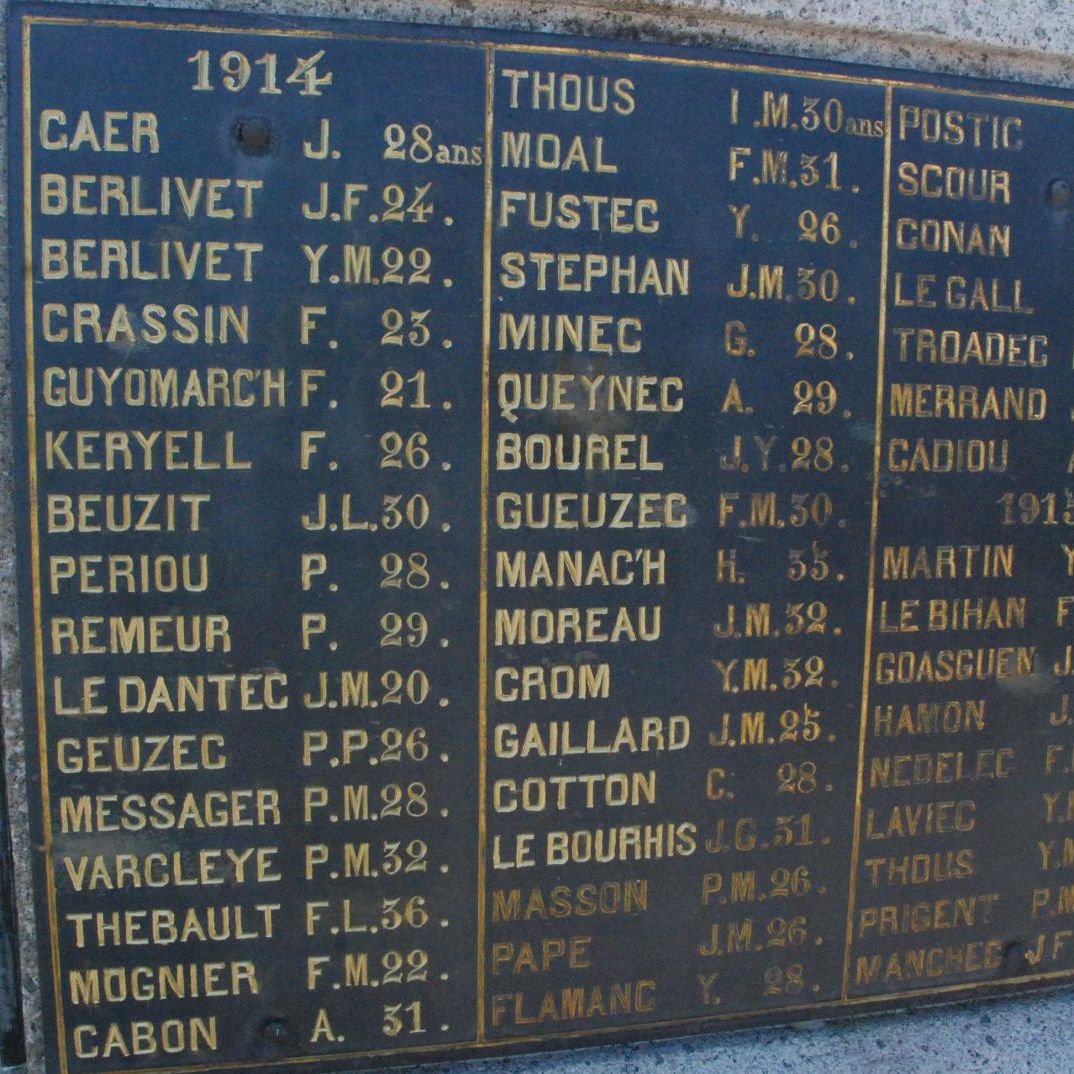 1914
CAER J. 28ans
BERLIVET J.F.24.
BERLIVET Y.M.22.
CRASSIN F. 23.
GUYOMARC'H F. 21.
KERYELL F. 26.
BEUZIT J.L.30.
PERIOU P. 28.
REMEUR P. 29.
LE DANTEC J.M.20.
GEUZEC P.P.26.
MESSAGER P.M.28.
VARCLEYE P.M.32.
THEBAULT F.L.36.
MOGNIER F.M.22.
CABON A. 31.
THOUS I.M.30ans
MOAL F.M.31.
FUSTEC Y. 26.
STEPHAN J.M.30.
MINEC G. 28.
QUEYNEC A. 29.
BOUREL J.Y.28.
GUEUZEC F.M.30.
MANAC'H H. 35.
MOREAU J.M.32.
CROM Y.M.32.
GAILLARD J.M.25.
COTTON C. 28.
LE BOURHIS J.G.31.
MASSON P.M.26.
PAPE J.M.26.
FLAMANC Y. 28.
POSTIC
SCOUR
CONAN
LE GALL
TROADEC
MERRAND
CADIOU
1915
MARTIN Y
LE BIHAN F
GOASGUEN J.
HAMON J.
NEDELEC F.
LAVIEC Y.
THOUS Y.M
PRIGENT P.M
MANCHEC J.F